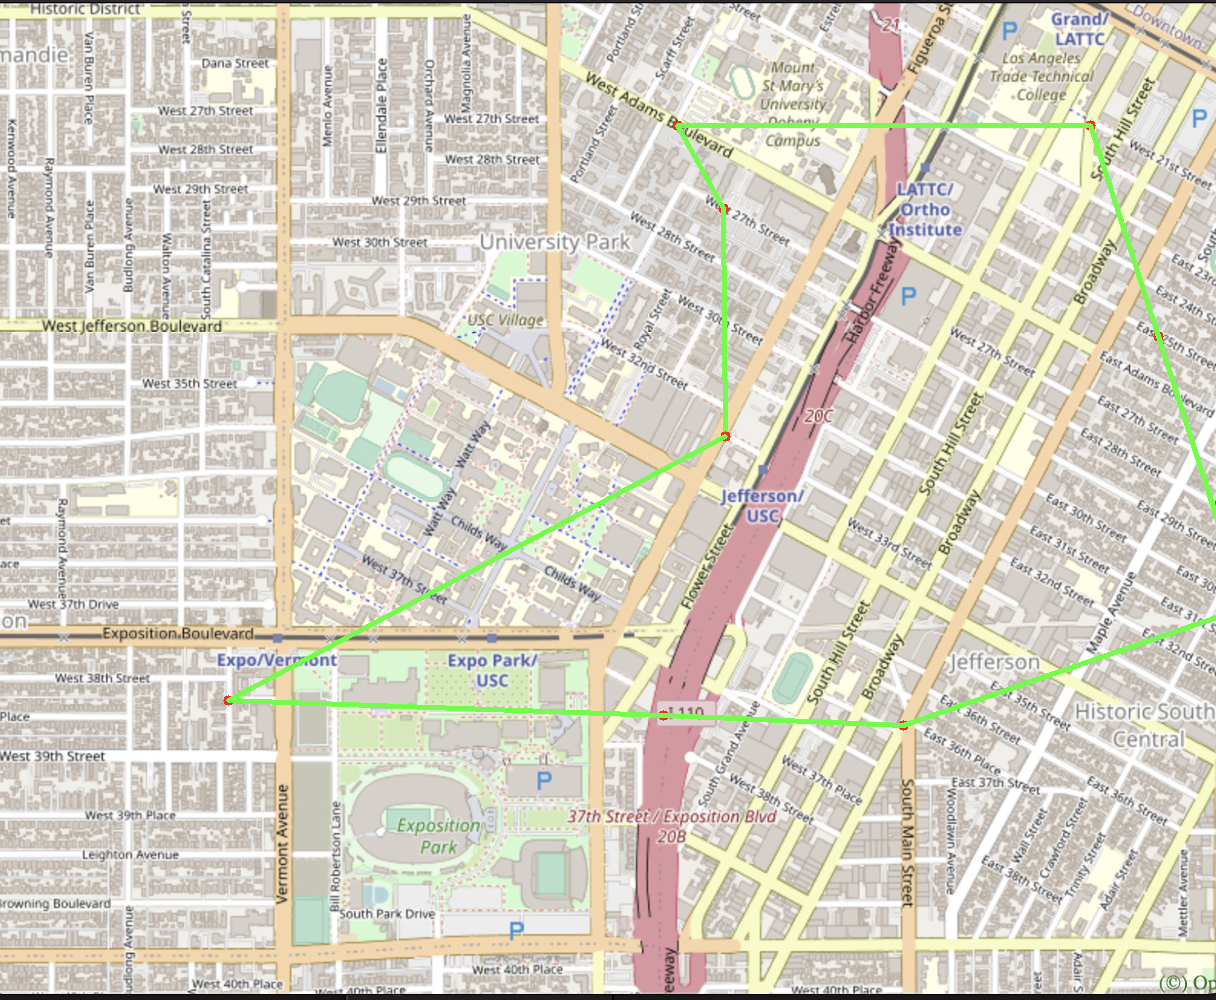 Historic District
mandie
Van Buren Place
Street
Dana Street
Menlo Avenue
Ellendale Place
Orchard Avenue
Magnolia Avenue
Portland St
Scarff Street
Estrel
21
Figueroa S
P
Grand/
LATTC
Downtown
Los Angeles
Trade-Technical
College
West Adams Boulevard
Mount
St Mary's
University
Doheny
Campus
South Hill Street
P
West 21st Street
West 27th Street
West 27th Street
West 28th Street
West 28th Street
Kenwood Avenue
Raymond Avenue
West 29th Street
West 29th Street
Portland Street
LATTC/
Ortho
Institute
Van Buren Place
Budlong Avenue
Walton Avenue
South Catalina Street
West 30th Street
University Park
West 28th Street
West 27th Street
Harbor Freeway
P
Broadway
East 23rd
East 24th Street
East 25th Street
West Jefferson Boulevard
USC Village
Royal Street
West 30th Street
West 32nd Street
West 27th Street
East Adams Boulevard
West 35th Street
20C
East 27th Street
East 28th Street
Watt Way
South Hill Street
Broadway
Raymond Avenue
Watt Way
Childs Way
Jefferson/
USC
East 29th Street
East 30th Street
East 31st Street
East 32nd Street
et
ace
West 37th Street
Childs Way
Flower Street
West 33rd Street
West 37th Drive
Maple Avenue
East 30
East 31s
East 32nd Street
on
Exposition Boulevard
Expo/Vermont
Expo Park/
USC
South Hill Street
Broadway
Jefferson
West 38th Street
Place
I 110
South Grand Avenue
East 35th Street
East 36th Street
East 36th Place
Historic South
Central
West 39th Street
P
West 37th Place
West 38th Street
East 37th Street
East 36th Street
West 39th Place
Exposition
Park
37th Street / Exposition Blvd
20B
Vermont Avenue
Bill Robertson Lane
Leighton Avenue
South Main Street
Woodlawn Avenue
Wall Street
Crawford Street
Trinity Street
Adair Street
East 38th Street
Mettler Avenue
Browning Boulevard
South Park Drive
P
udlong Avenue
West 40th Place
West 40th Place
West 40th Place
eeway
reet
Adair S
(©) Op